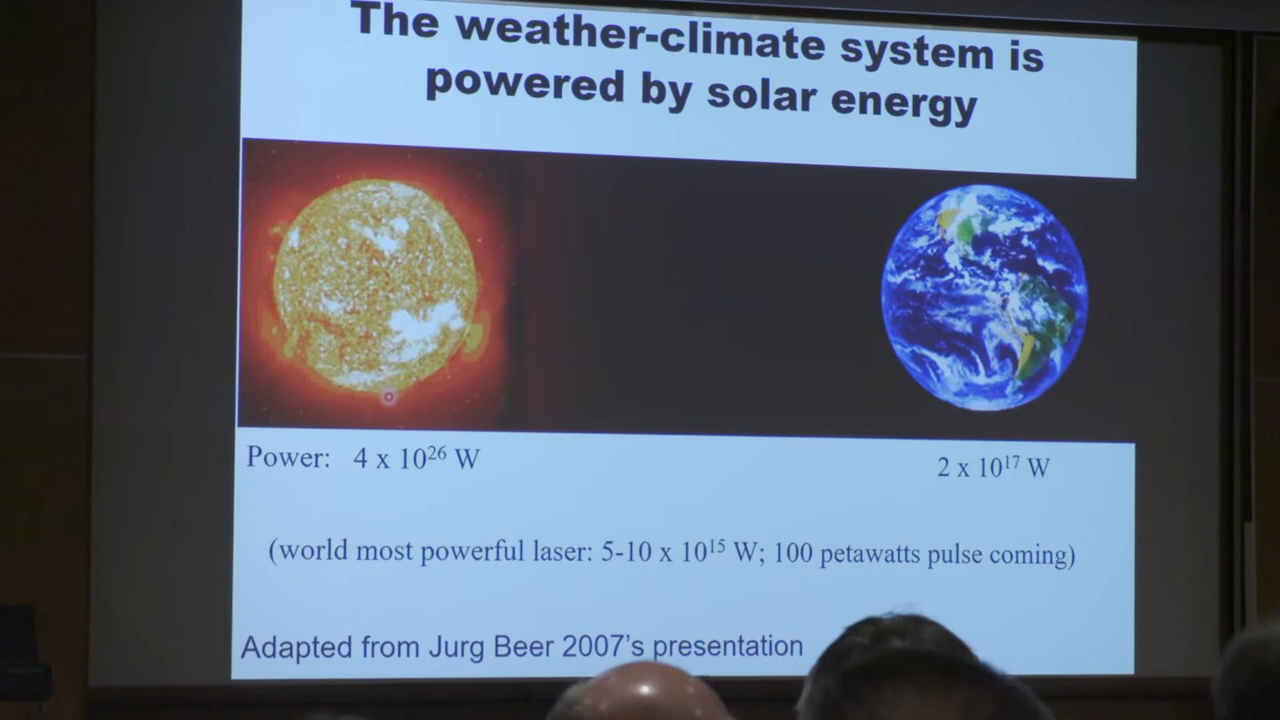 The weather-climate system is
powered by solar energy
Power: 4 x 10²⁶ W
2 x 10¹⁷ W
(world most powerful laser: 5-10 x 10¹⁵ W; 100 petawatts pulse coming)
Adapted from Jurg Beer 2007's presentation